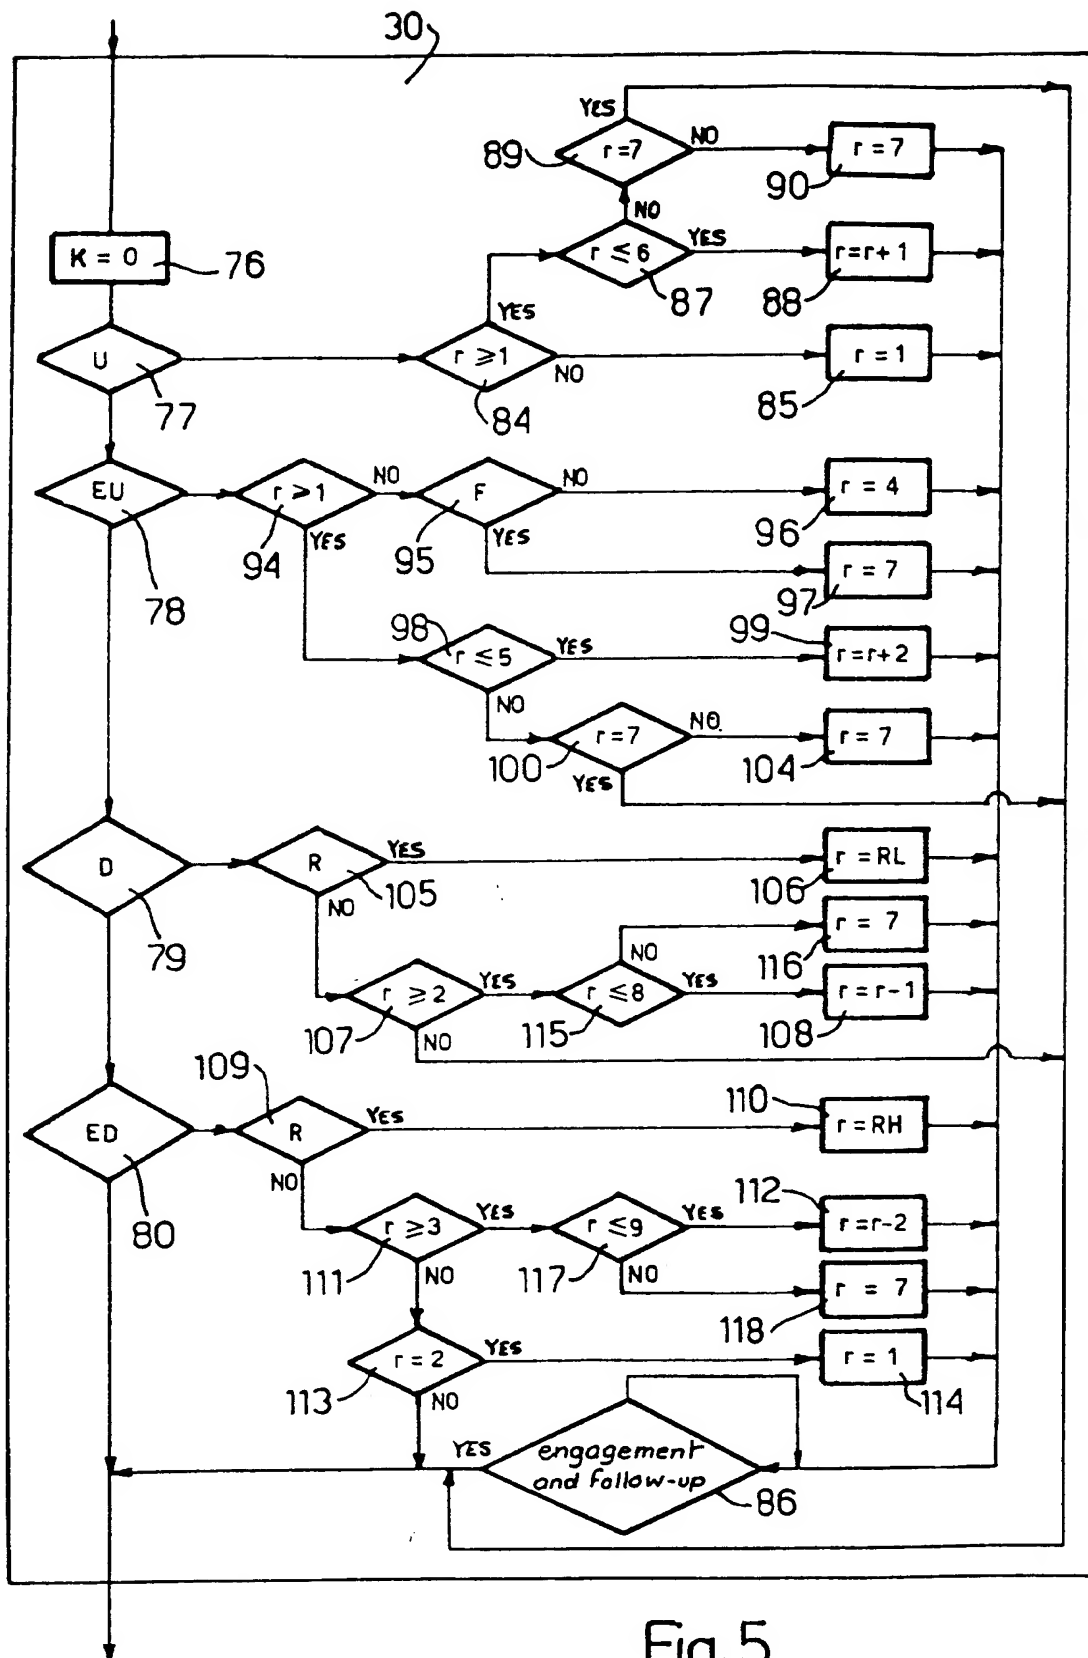 30
YES
r=7
NO
r = 7
89
90
NO
K = 0
76
r ≤ 6
YES
r=r+1
87
88
YES
U
r ≥1
NO
r = 1
77
84
85
EU
r ≥ 1
NO
F
NO
r = 4
94
YES
95
YES
96
78
r = 7
97
98
r ≤ 5
YES
99
r=r+2
NO
r=7
NO
r = 7
100
YES
104
D
R
YES
r = RL
105
106
NO
79
r = 7
NO
116
r ≥ 2
YES
r ≤8
YES
r=r-1
107
NO
115
108
109
ED
R
YES
110
r=RH
NO
80
r ≥3
YES
r ≤9
YES
112
r=r-2
111
NO
117
NO
r = 7
118
r = 2
YES
r = 1
113
NO
114
YES
engagement
and follow-up
86
Fig.5